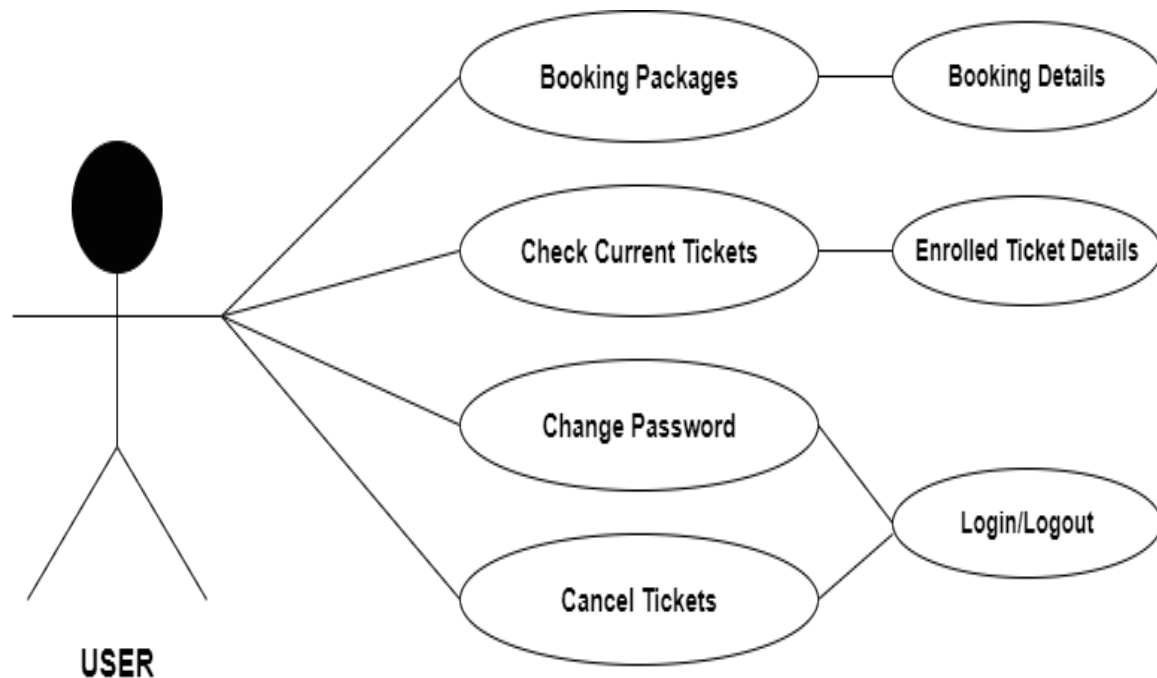 Booking Packages
Booking Details
Check Current Tickets
Enrolled Ticket Details
Change Password
Login/Logout
Cancel Tickets
USER